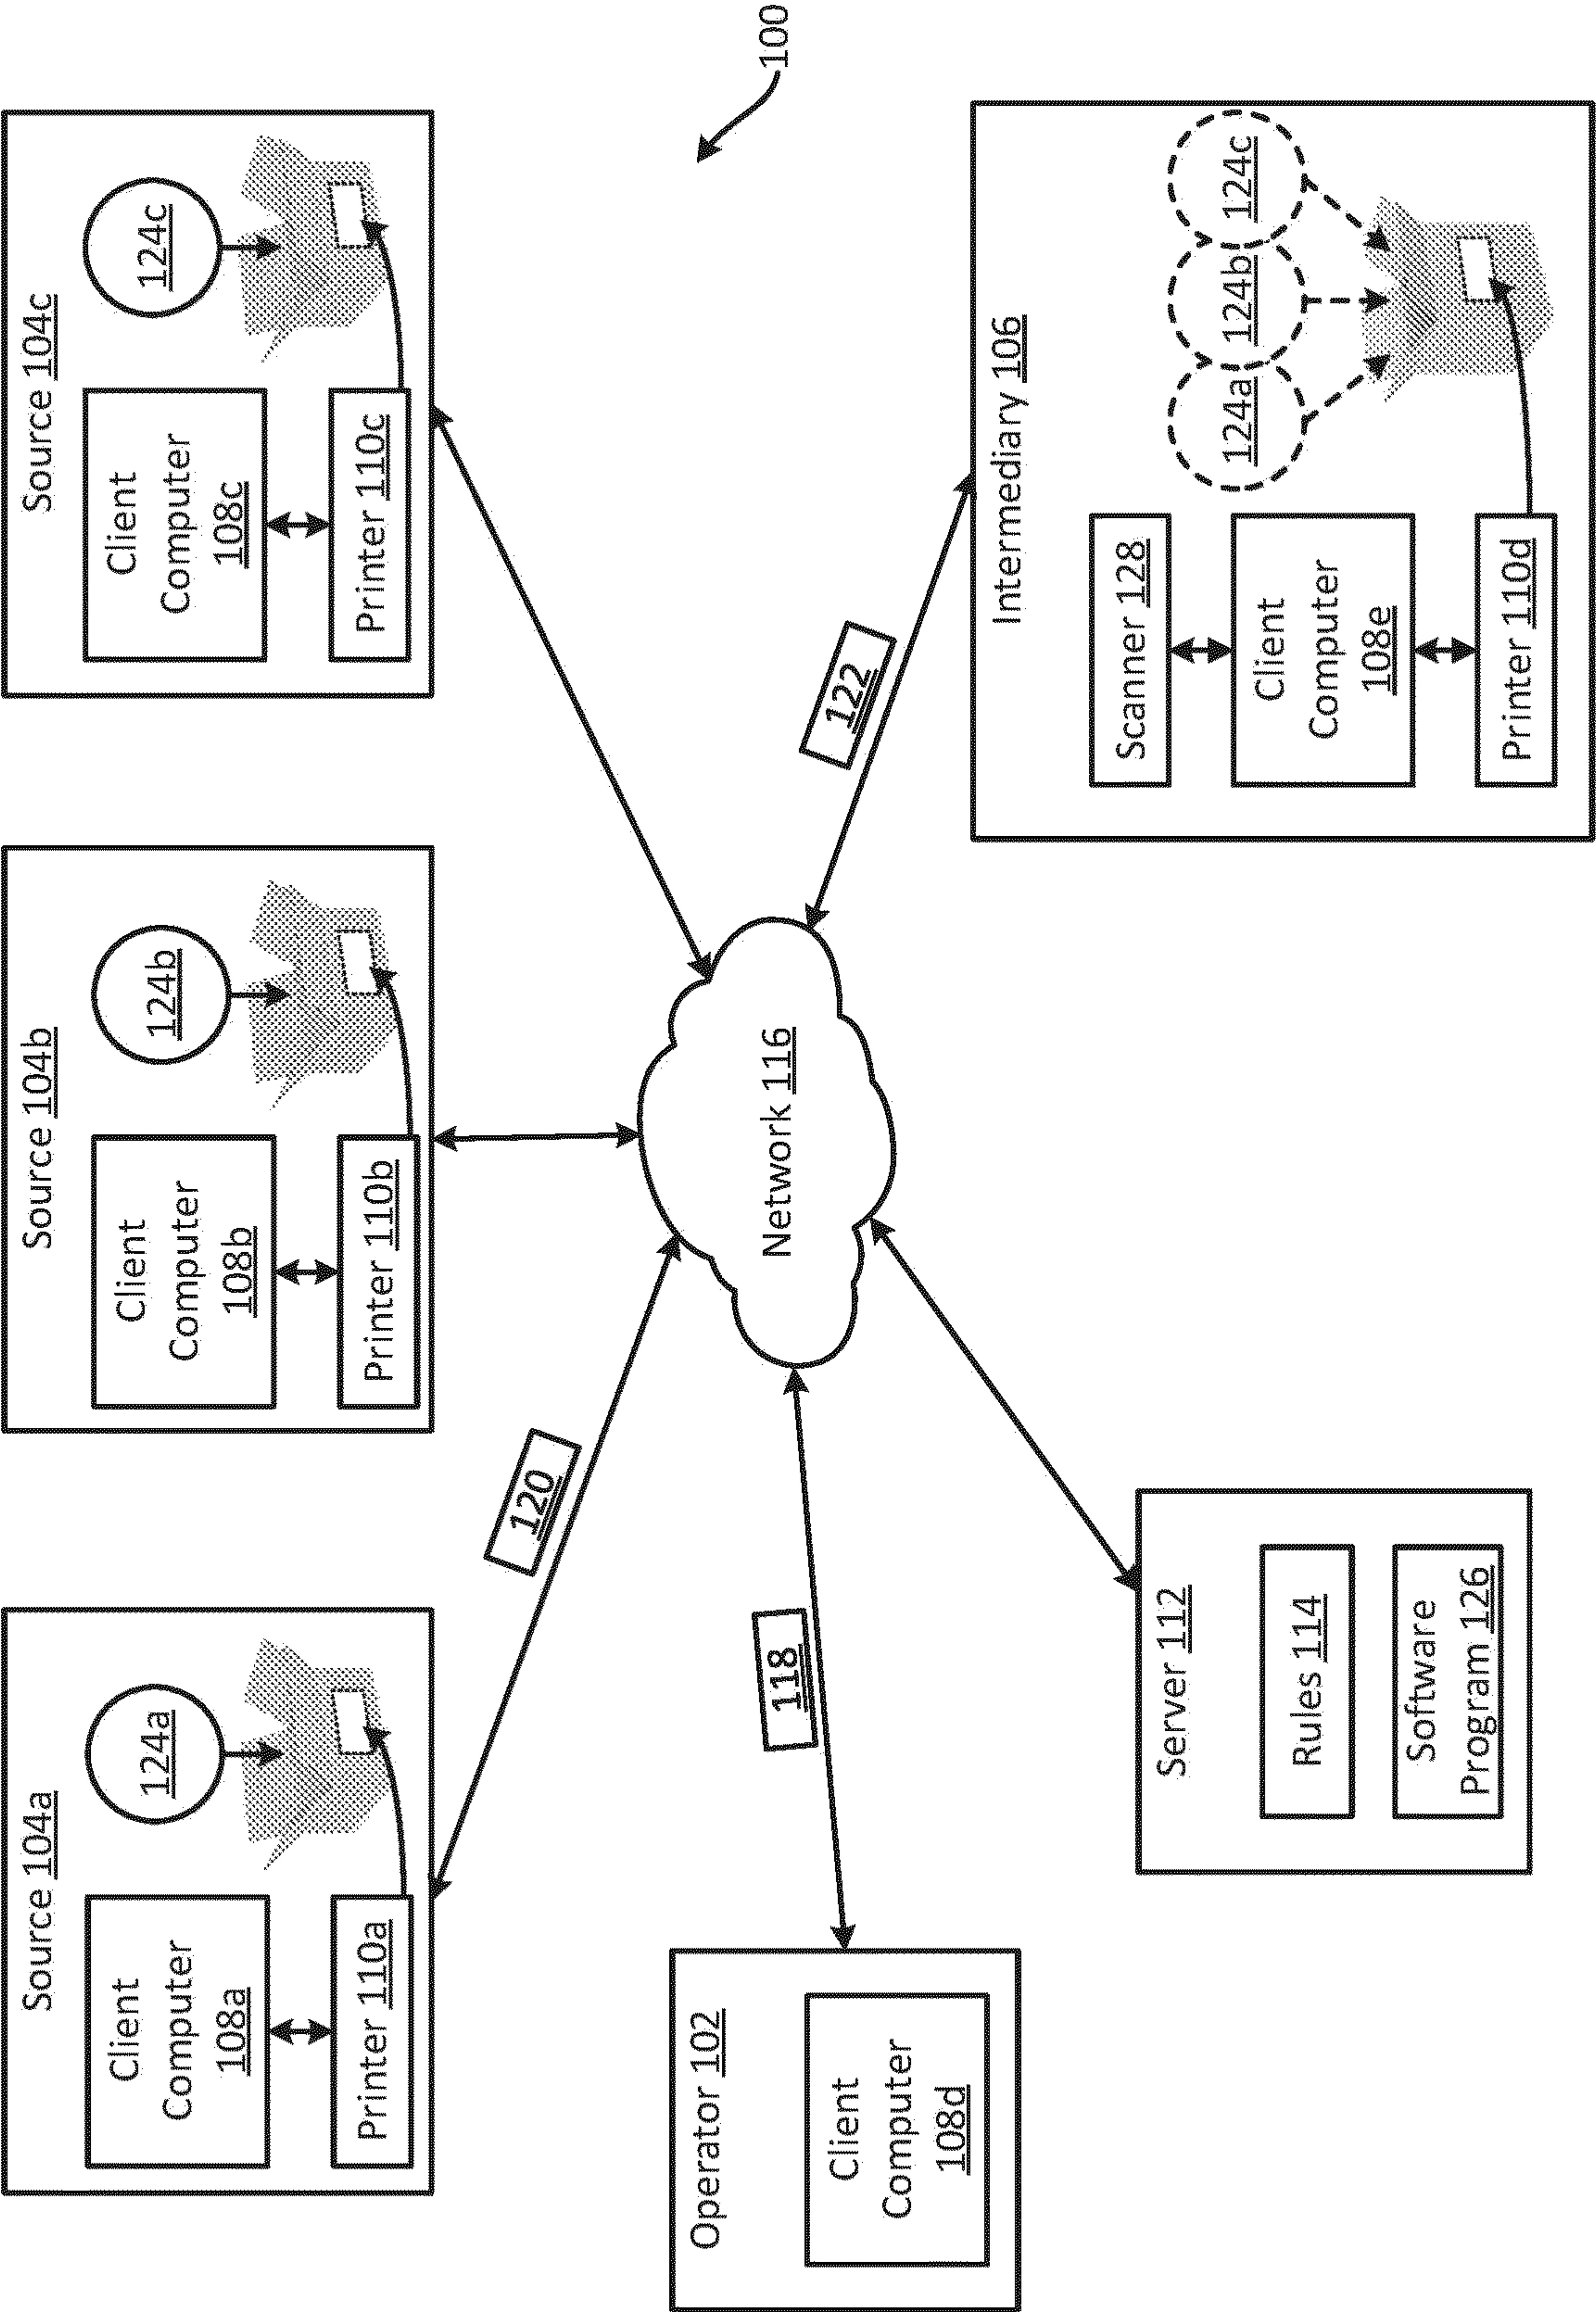 Source 104a
Client
Computer
108a
Printer 110a
124a
Source 104b
Client
Computer
108b
Printer 110b
124b
Source 104c
Client
Computer
108c
Printer 110c
124c
120
Operator 102
Client
Computer
108d
118
Network 116
122
100
Server 112
Rules 114
Software
Program 126
Intermediary 106
Scanner 128
Client
Computer
108e
Printer 110d
124a
124b
124c